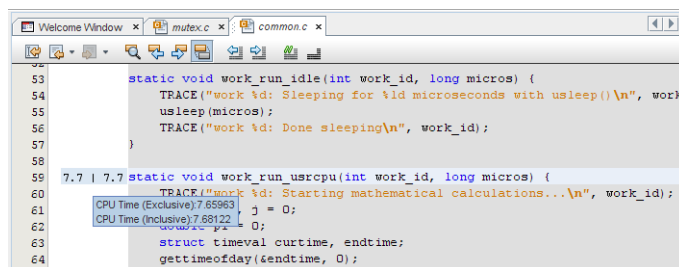 Welcome Window mutex.c common.c
53 static void work_run_idle(int work_id, long micros) {
54 TRACE("work %d: Sleeping for %ld microseconds with usleep()\n", work
55 usleep(micros);
56 TRACE("work %d: Done sleeping\n", work_id);
57 }
58
59 7.7 | 7.7 static void work_run_usrcpu(int work_id, long micros) {
60 TRACE("work %d: Starting mathematical calculations...\n", work_id);
61 CPU Time (Exclusive):7.65963 , j = 0;
62 CPU Time (Inclusive):7.68122 = 0;
63 struct timeval curtime, endtime;
64 gettimeofday(&endtime, 0);